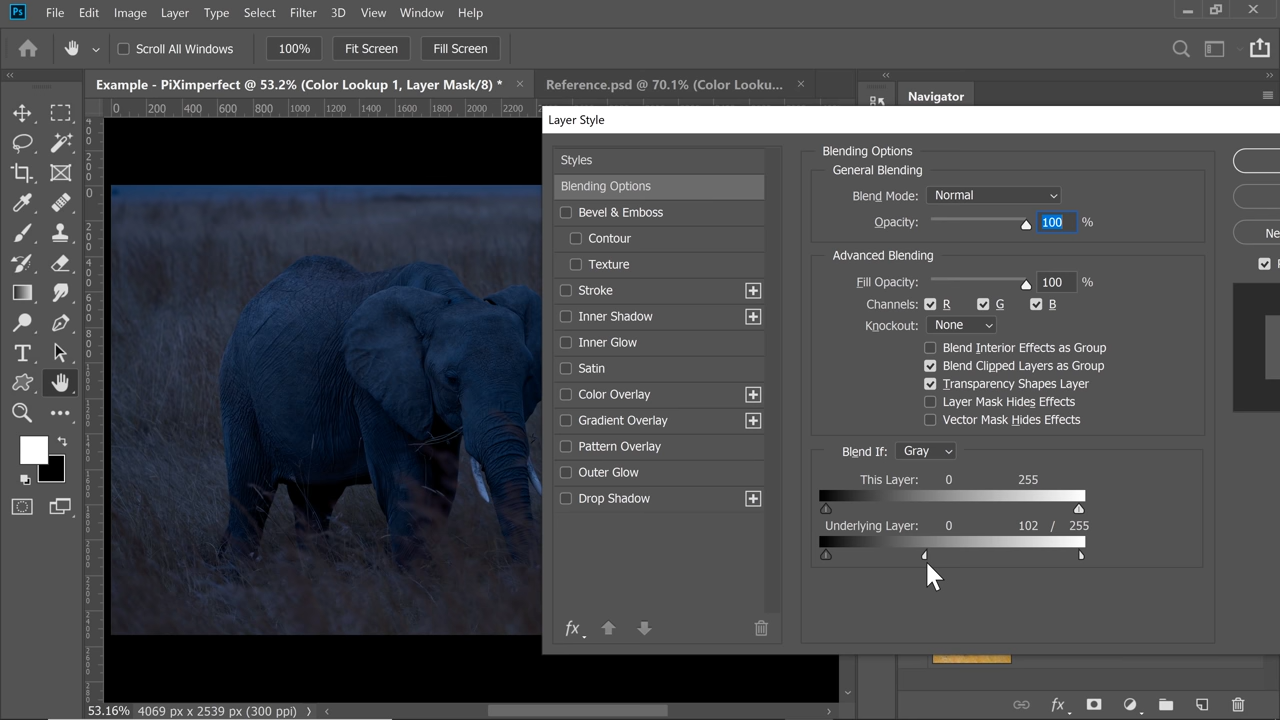 Ps File Edit Image Layer Type Select Filter 3D View Window Help
Scroll All Windows 100% Fit Screen Fill Screen
Example - PiXimperfect @ 53.2% (Color Lookup 1, Layer Mask/8) * × Reference.psd @ 70.1% (Color Looku... ×
Navigator
0 200 400 600 800 1000 1200 1400 1600 1800 2000 2200
Layer Style
Styles
Blending Options
Bevel & Emboss
Contour
Texture
Stroke
Inner Shadow
Inner Glow
Satin
Color Overlay
Gradient Overlay
Pattern Overlay
Outer Glow
Drop Shadow
fx
Blending Options
General Blending
Blend Mode: Normal
Opacity: 100 %
Advanced Blending
Fill Opacity: 100 %
Channels: R G B
Knockout: None
Blend Interior Effects as Group
Blend Clipped Layers as Group
Transparency Shapes Layer
Layer Mask Hides Effects
Vector Mask Hides Effects
Blend If: Gray
This Layer: 0 255
Underlying Layer: 0 102 / 255
Ne
53.16% 4069 px x 2539 px (300 ppi)
fx